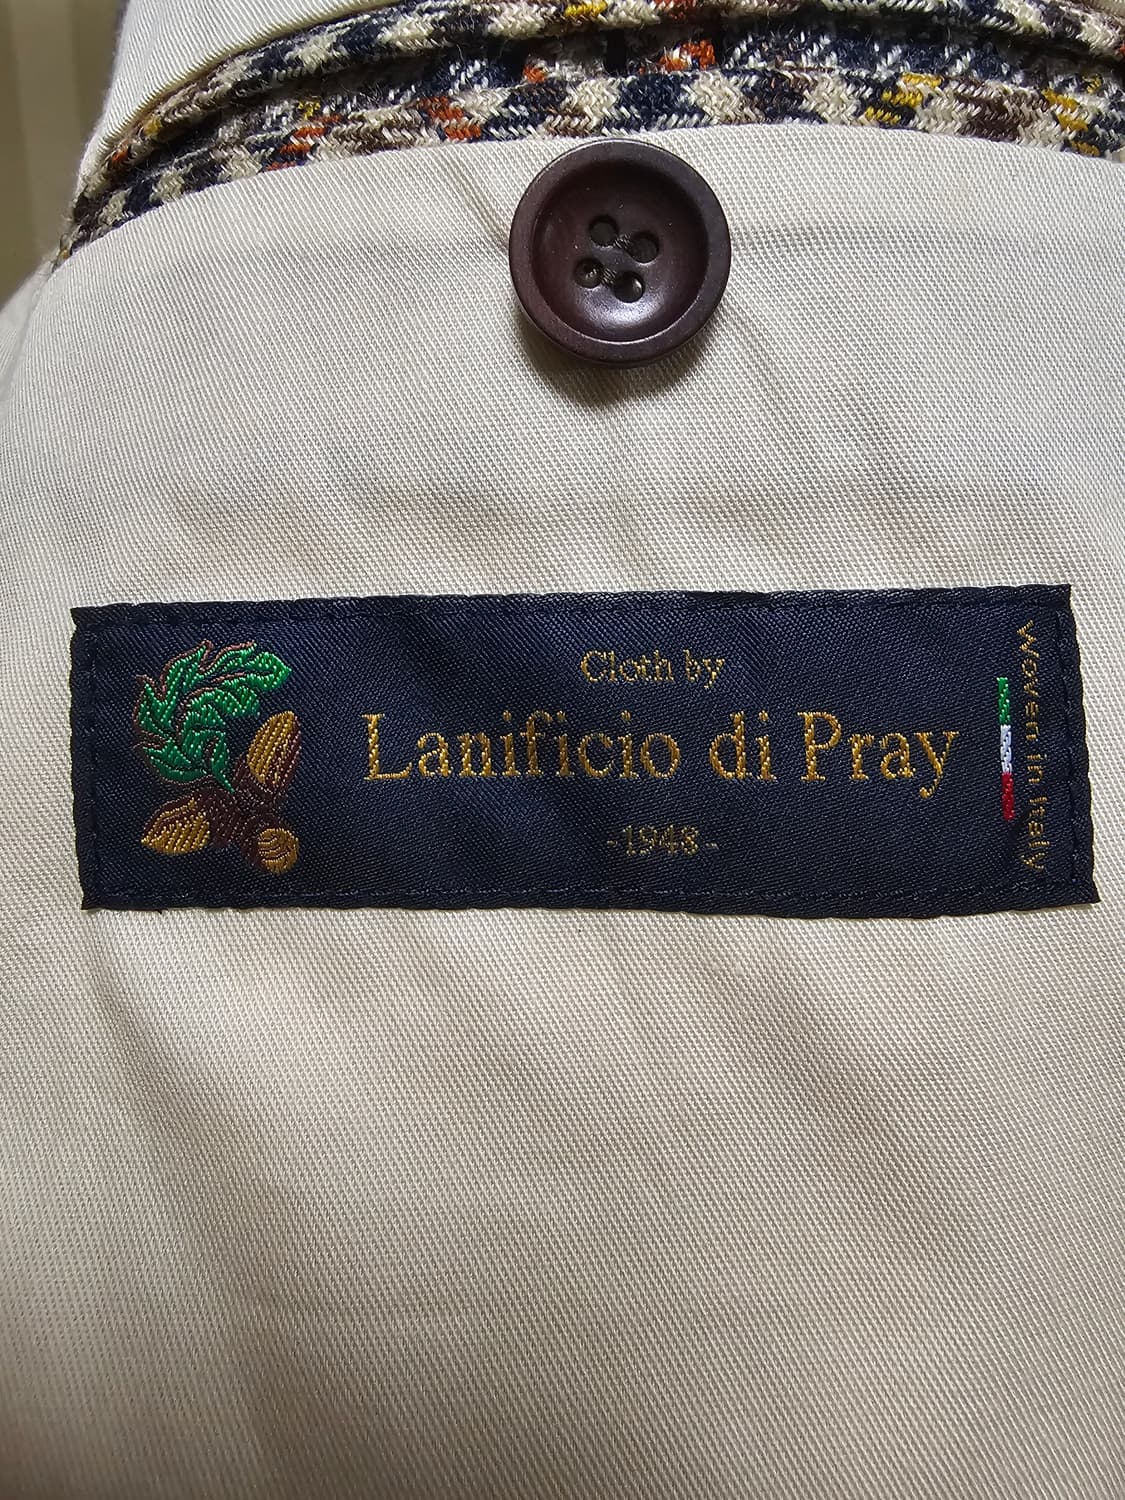 Cloth by
Lanificio di Pray
-1948-
Woven in Italy